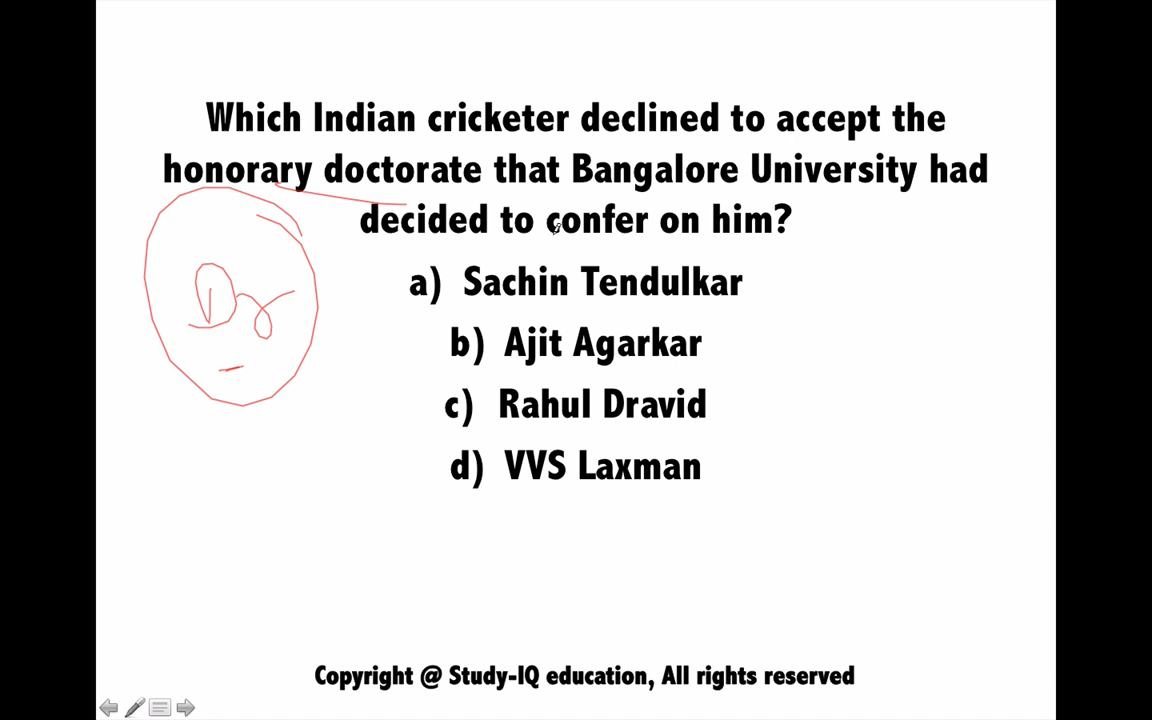 Which Indian cricketer declined to accept the
honorary doctorate that Bangalore University had
decided to confer on him?
a) Sachin Tendulkar
Dr
b) Ajit Agarkar
c) Rahul Dravid
d) VVS Laxman
Copyright @ Study-IQ education, All rights reserved